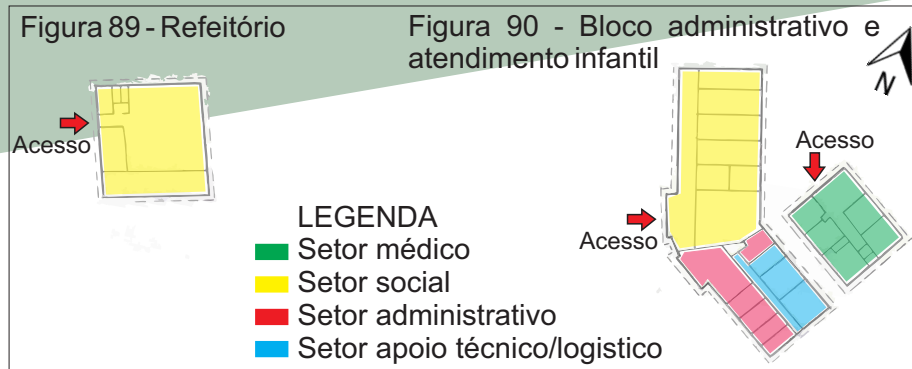 Figura 89 - Refeitório
Figura 90 - Bloco administrativo e
atendimento infantil
N
Acesso
Acesso
Acesso
LEGENDA
Setor médico
Setor social
Setor administrativo
Setor apoio técnico/logistico